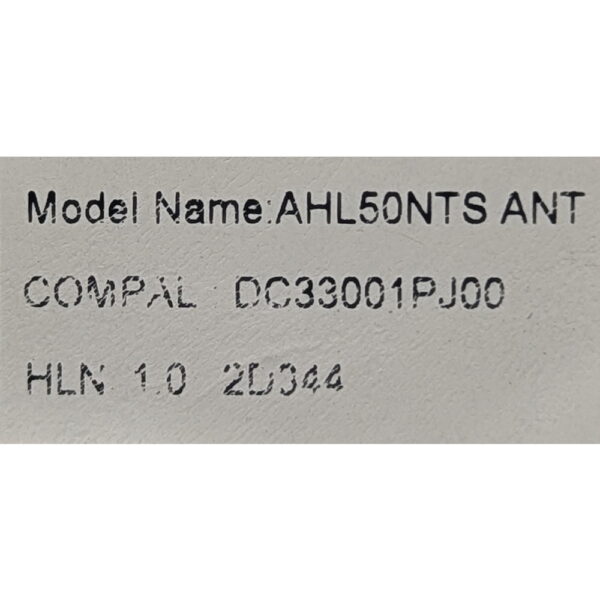 Model Name:AHL50NTS ANT
COMPAL DC33001PJ00
HLN 1.0 2D344